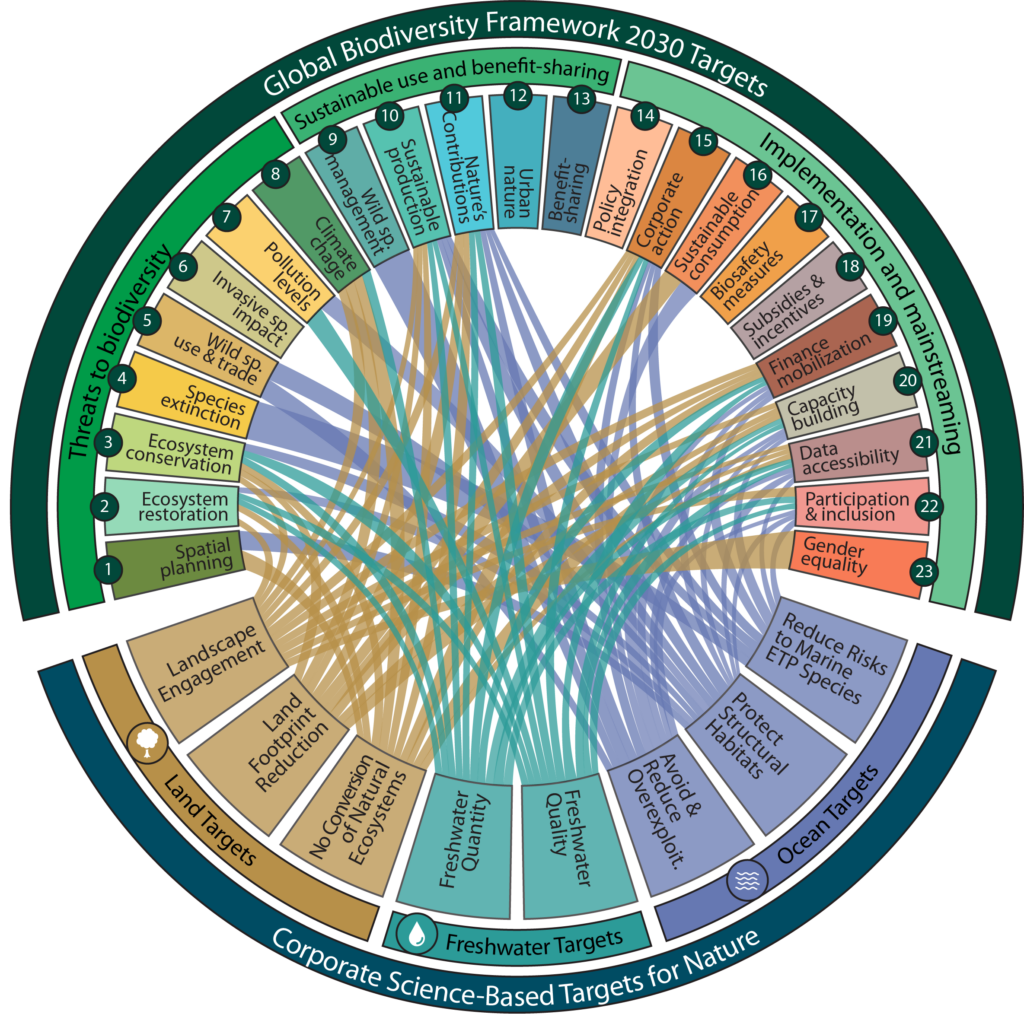 Global Biodiversity Framework 2030 Targets
Threats to biodiversity
Sustainable use and benefit-sharing
Implementation and mainstreaming
1
Spatial
planning
2
Ecosystem
restoration
3
Ecosystem
conservation
4
Species
extinction
5
Wild sp.
use & trade
6
Invasive sp.
impact
7
Pollution
levels
8
Climate
chage
9
Wild sp.
management
10
Sustainable
production
11
Nature's
Contributions
12
Urban
nature
13
Benefit-
sharing
14
Policy
integration
15
Corporate
action
16
Sustainable
consumption
17
Biosafety
measures
18
Subsidies &
incentives
19
Finance
mobilization
20
Capacity
building
21
Data
accessibility
22
Participation
& inclusion
23
Gender
equality
Landscape
Engagement
Land
Footprint
Reduction
No Conversion
of Natural
Ecosystems
Freshwater
Quantity
Freshwater
Quality
Avoid &
Reduce
Overexploit.
Protect
Structural
Habitats
Reduce Risks
to Marine
ETP Species
Land Targets
Freshwater Targets
Ocean Targets
Corporate Science-Based Targets for Nature